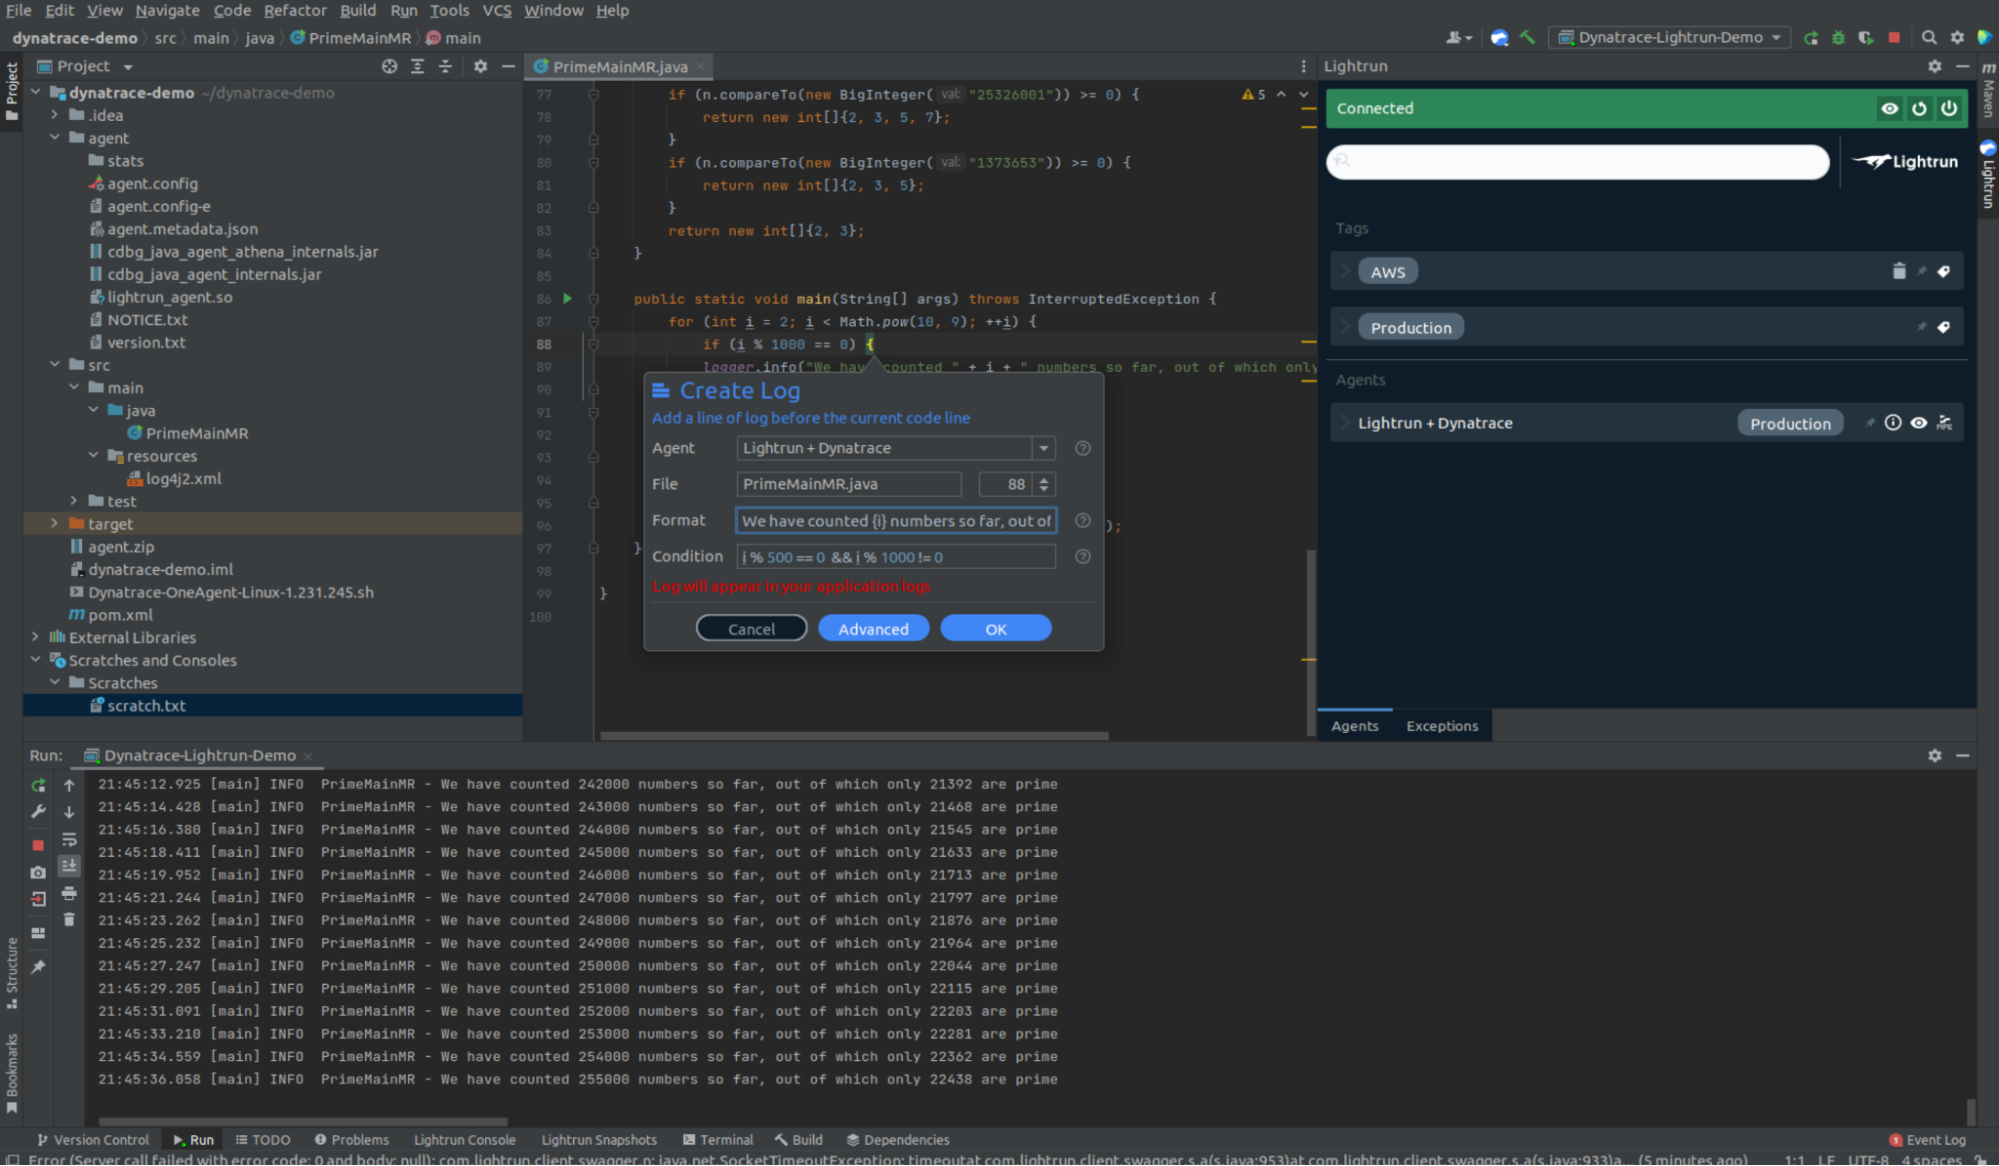 File Edit View Navigate Code Refactor Build Run Tools VCS Window Help
dynatrace-demo src main java PrimeMainMR main
Dynatrace-Lightrun-Demo
Project
Project
dynatrace-demo ~/dynatrace-demo
.idea
agent
stats
agent.config
agent.config-e
agent.metadata.json
cdbg_java_agent_athena_internals.jar
cdbg_java_agent_internals.jar
lightrun_agent.so
NOTICE.txt
version.txt
src
main
java
PrimeMainMR
resources
log4j2.xml
test
target
agent.zip
dynatrace-demo.iml
Dynatrace-OneAgent-Linux-1.231.245.sh
pom.xml
External Libraries
Scratches and Consoles
Scratches
scratch.txt
PrimeMainMR.java
77 if (n.compareTo(new BigInteger( val: "25326001")) >= 0) {
5
78 return new int[]{2, 3, 5, 7};
79 }
80 if (n.compareTo(new BigInteger( val: "1373653")) >= 0) {
81 return new int[]{2, 3, 5};
82 }
83 return new int[]{2, 3};
84 }
85
86 public static void main(String[] args) throws InterruptedException {
87 for (int i = 2; i < Math.pow(10, 9); ++i) {
88 if (i % 1000 == 0) {
89 logger.info("We have counted " + i + " numbers so far, out of which only
90
91
92
93
94
95
96 );
97 }
98
99 }
100
Create Log
Add a line of log before the current code line
Agent Lightrun + Dynatrace
File PrimeMainMR.java 88
Format We have counted {i} numbers so far, out of
Condition i % 500 == 0 && i % 1000 != 0
Log will appear in your application logs
Cancel Advanced OK
Lightrun
Connected
Lightrun
Tags
AWS
Production
Agents
Lightrun + Dynatrace Production
PIPE
Agents Exceptions
Maven
Lightrun
Run: Dynatrace-Lightrun-Demo
21:45:12.925 [main] INFO PrimeMainMR - We have counted 242000 numbers so far, out of which only 21392 are prime
21:45:14.428 [main] INFO PrimeMainMR - We have counted 243000 numbers so far, out of which only 21468 are prime
21:45:16.380 [main] INFO PrimeMainMR - We have counted 244000 numbers so far, out of which only 21545 are prime
21:45:18.411 [main] INFO PrimeMainMR - We have counted 245000 numbers so far, out of which only 21633 are prime
21:45:19.952 [main] INFO PrimeMainMR - We have counted 246000 numbers so far, out of which only 21713 are prime
21:45:21.244 [main] INFO PrimeMainMR - We have counted 247000 numbers so far, out of which only 21797 are prime
21:45:23.262 [main] INFO PrimeMainMR - We have counted 248000 numbers so far, out of which only 21876 are prime
21:45:25.232 [main] INFO PrimeMainMR - We have counted 249000 numbers so far, out of which only 21964 are prime
21:45:27.247 [main] INFO PrimeMainMR - We have counted 250000 numbers so far, out of which only 22044 are prime
21:45:29.205 [main] INFO PrimeMainMR - We have counted 251000 numbers so far, out of which only 22115 are prime
21:45:31.091 [main] INFO PrimeMainMR - We have counted 252000 numbers so far, out of which only 22203 are prime
21:45:33.210 [main] INFO PrimeMainMR - We have counted 253000 numbers so far, out of which only 22281 are prime
21:45:34.559 [main] INFO PrimeMainMR - We have counted 254000 numbers so far, out of which only 22362 are prime
21:45:36.058 [main] INFO PrimeMainMR - We have counted 255000 numbers so far, out of which only 22438 are prime
Structure
Bookmarks
Version Control Run TODO Problems Lightrun Console Lightrun Snapshots Terminal Build Dependencies 1 Event Log
Error (Server call failed with error code: 0 and body: null): com.lightrun.client.swagger.n: java.net.SocketTimeoutException: timeoutat com.lightrun.client.swagger.s.a(s.java:953)at com.lightrun.client.swagger.s.a(s.java:933)a... (5 minutes ago) 1:1 LF UTF-8 4 spaces